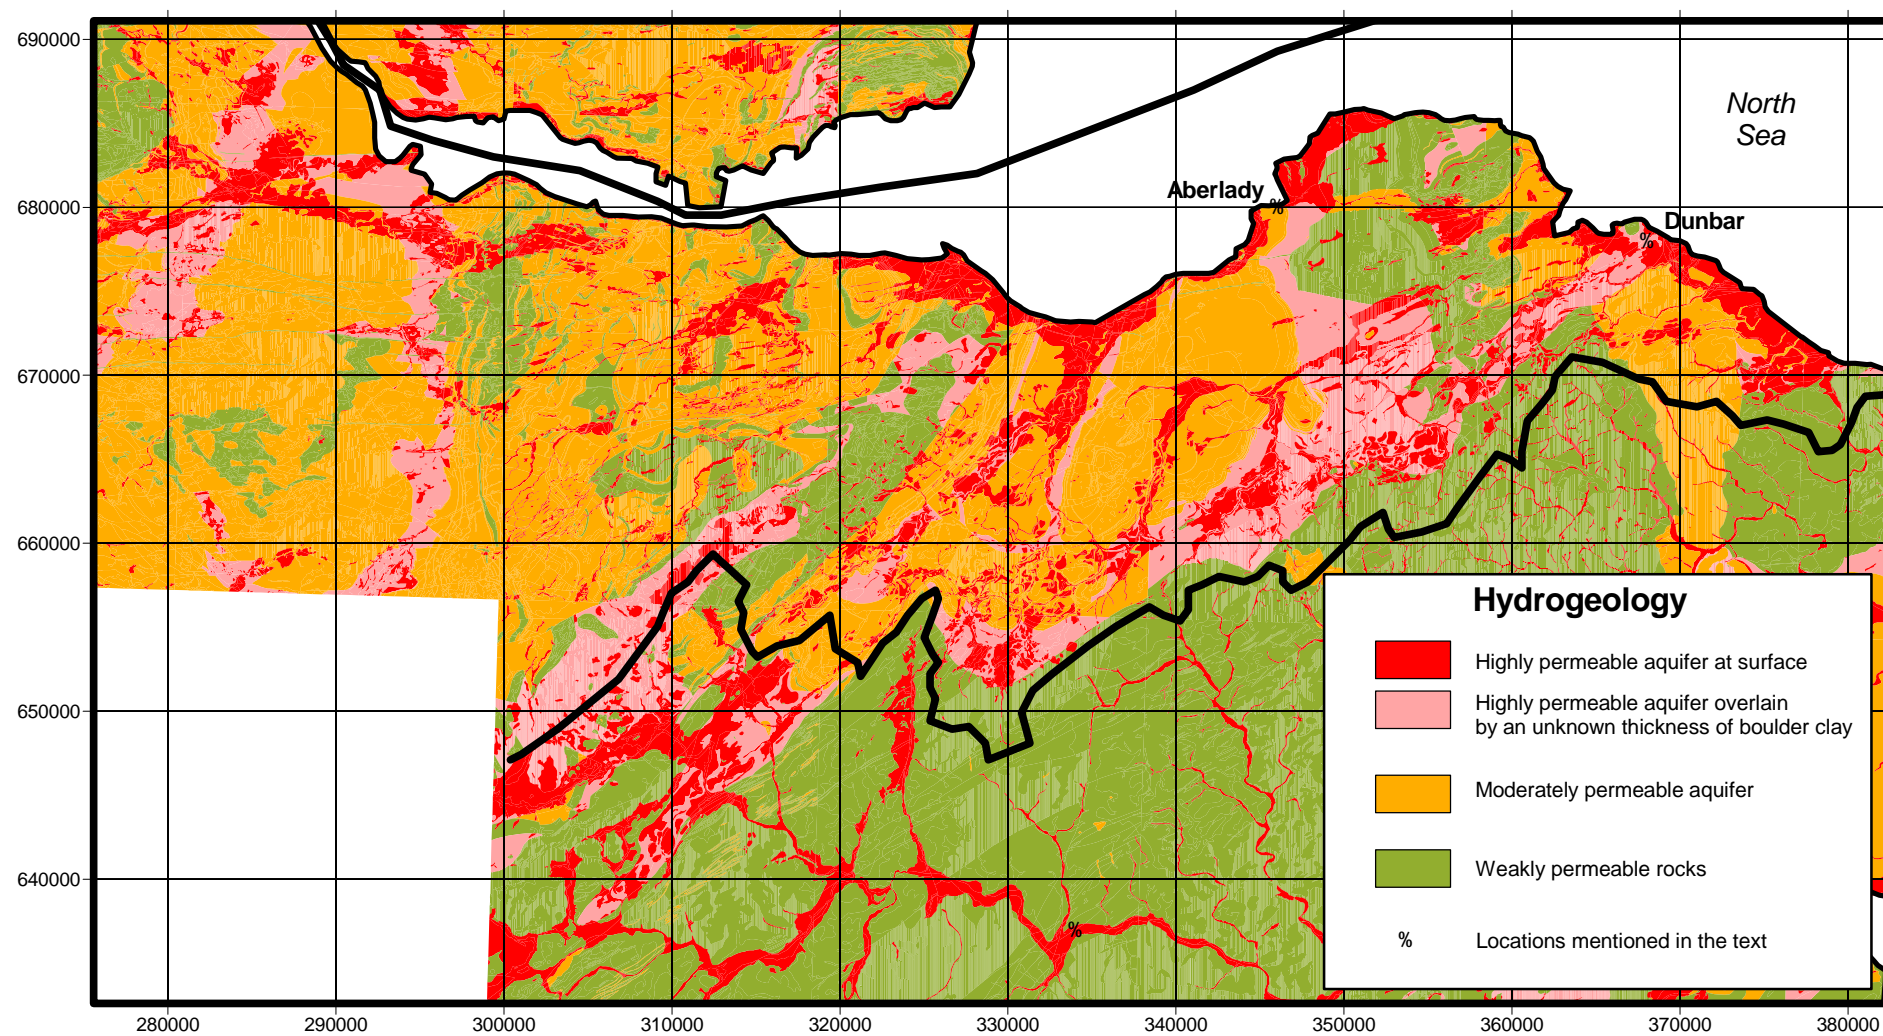 690000
North
Sea
Aberlady
%
680000
Dunbar
%
670000
660000
Hydrogeology
Highly permeable aquifer at surface
Highly permeable aquifer overlain
by an unknown thickness of boulder clay
650000
Moderately permeable aquifer
Weakly permeable rocks
640000
%
% Locations mentioned in the text
280000 290000 300000 310000 320000 330000 340000 350000 360000 370000 380000